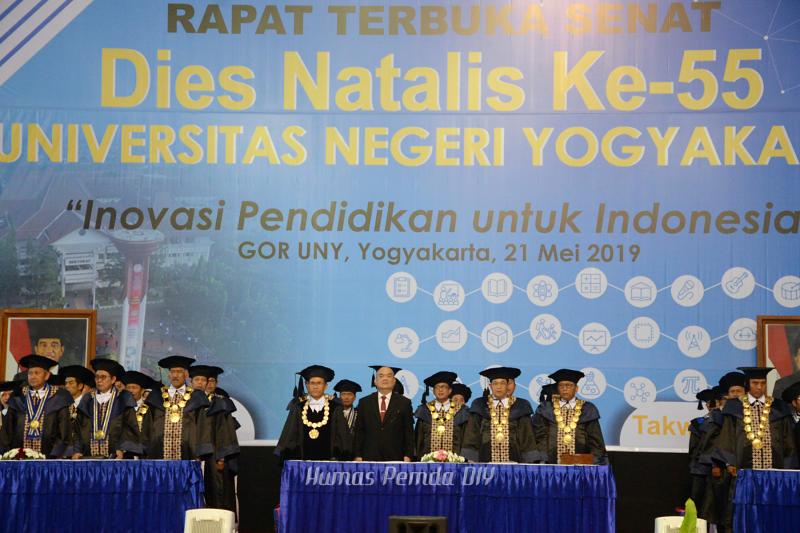 RAPAT TERBUKA SENAT
Dies Natalis Ke-55
UNIVERSITAS NEGERI YOGYAKA
“Inovasi Pendidikan untuk Indonesia
GOR UNY, Yogyakarta, 21 Mei 2019
Takw
Humas Pemda DIY